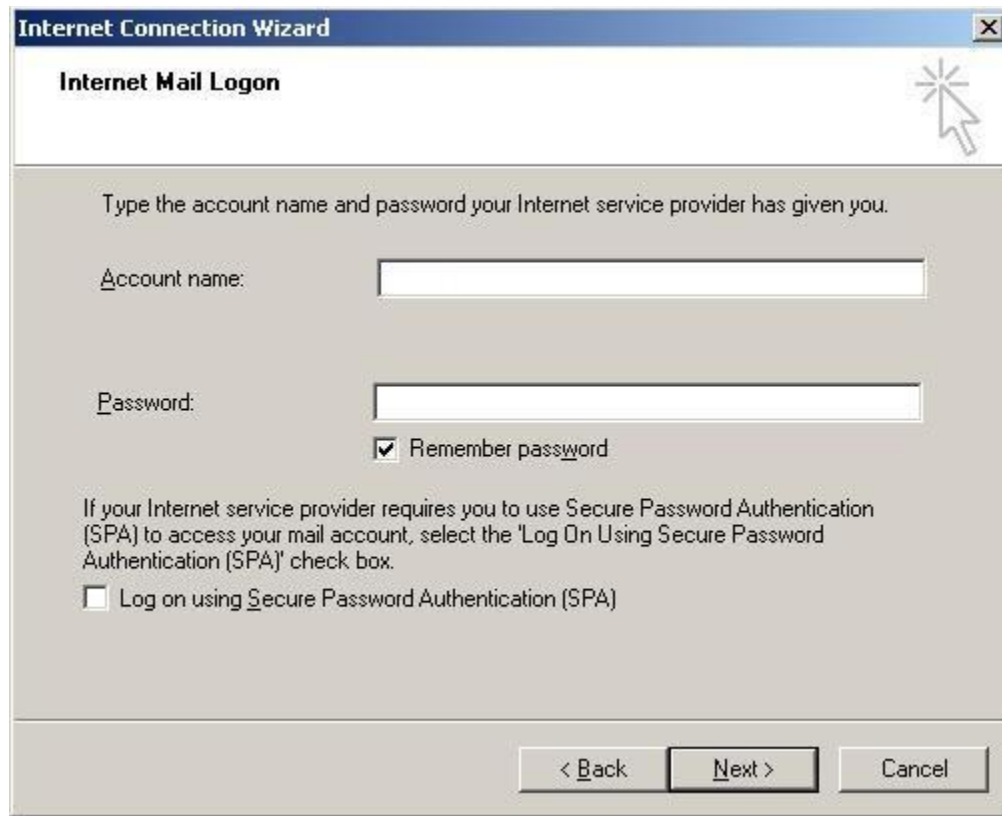 Internet Connection Wizard
Internet Mail Logon
Type the account name and password your Internet service provider has given you.
Account name:
Password:
Remember password
If your Internet service provider requires you to use Secure Password Authentication
(SPA) to access your mail account, select the 'Log On Using Secure Password
Authentication (SPA)' check box.
Log on using Secure Password Authentication (SPA)
< Back Next > Cancel